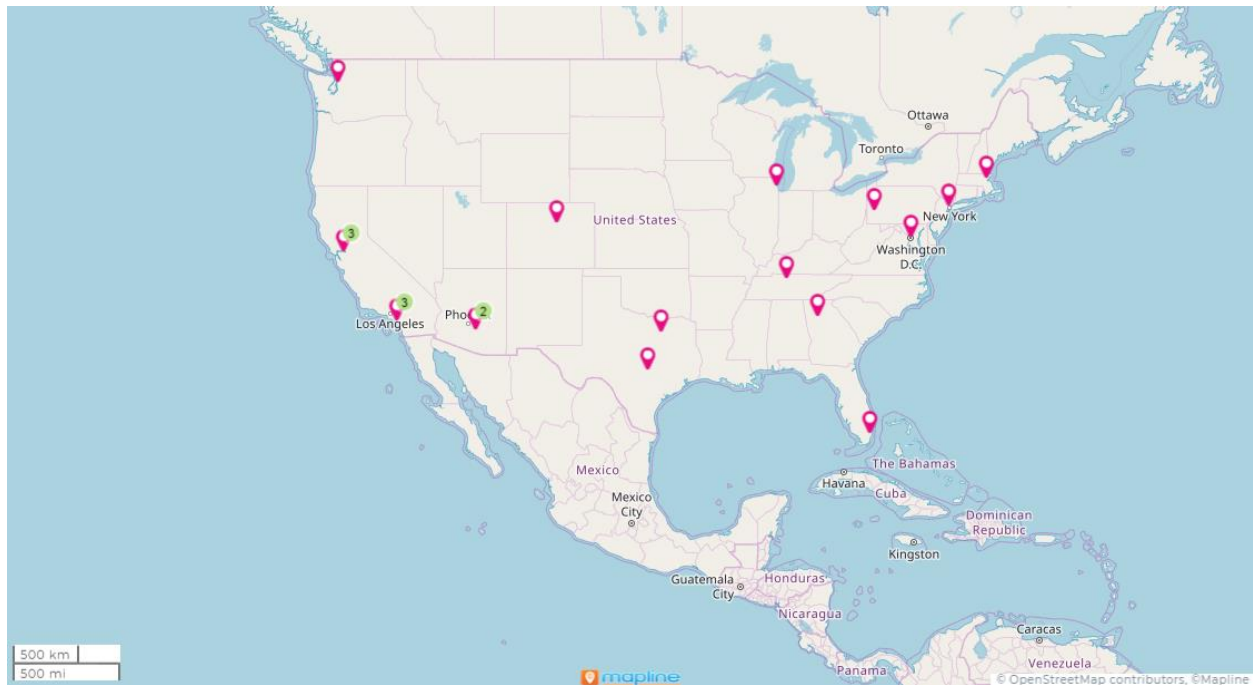 Ottawa
Toronto
United States
New York
Washington
D.C.
3
3
2
Los Angeles
Pho
Mexico
Mexico
City
The Bahamas
Havana
Cuba
Dominican
Republic
Kingston
Guatemala
City
Honduras
Nicaragua
Caracas
Panama
Venezuela
500 km
500 mi
mapline
© OpenStreetMap contributors, ©Mapline